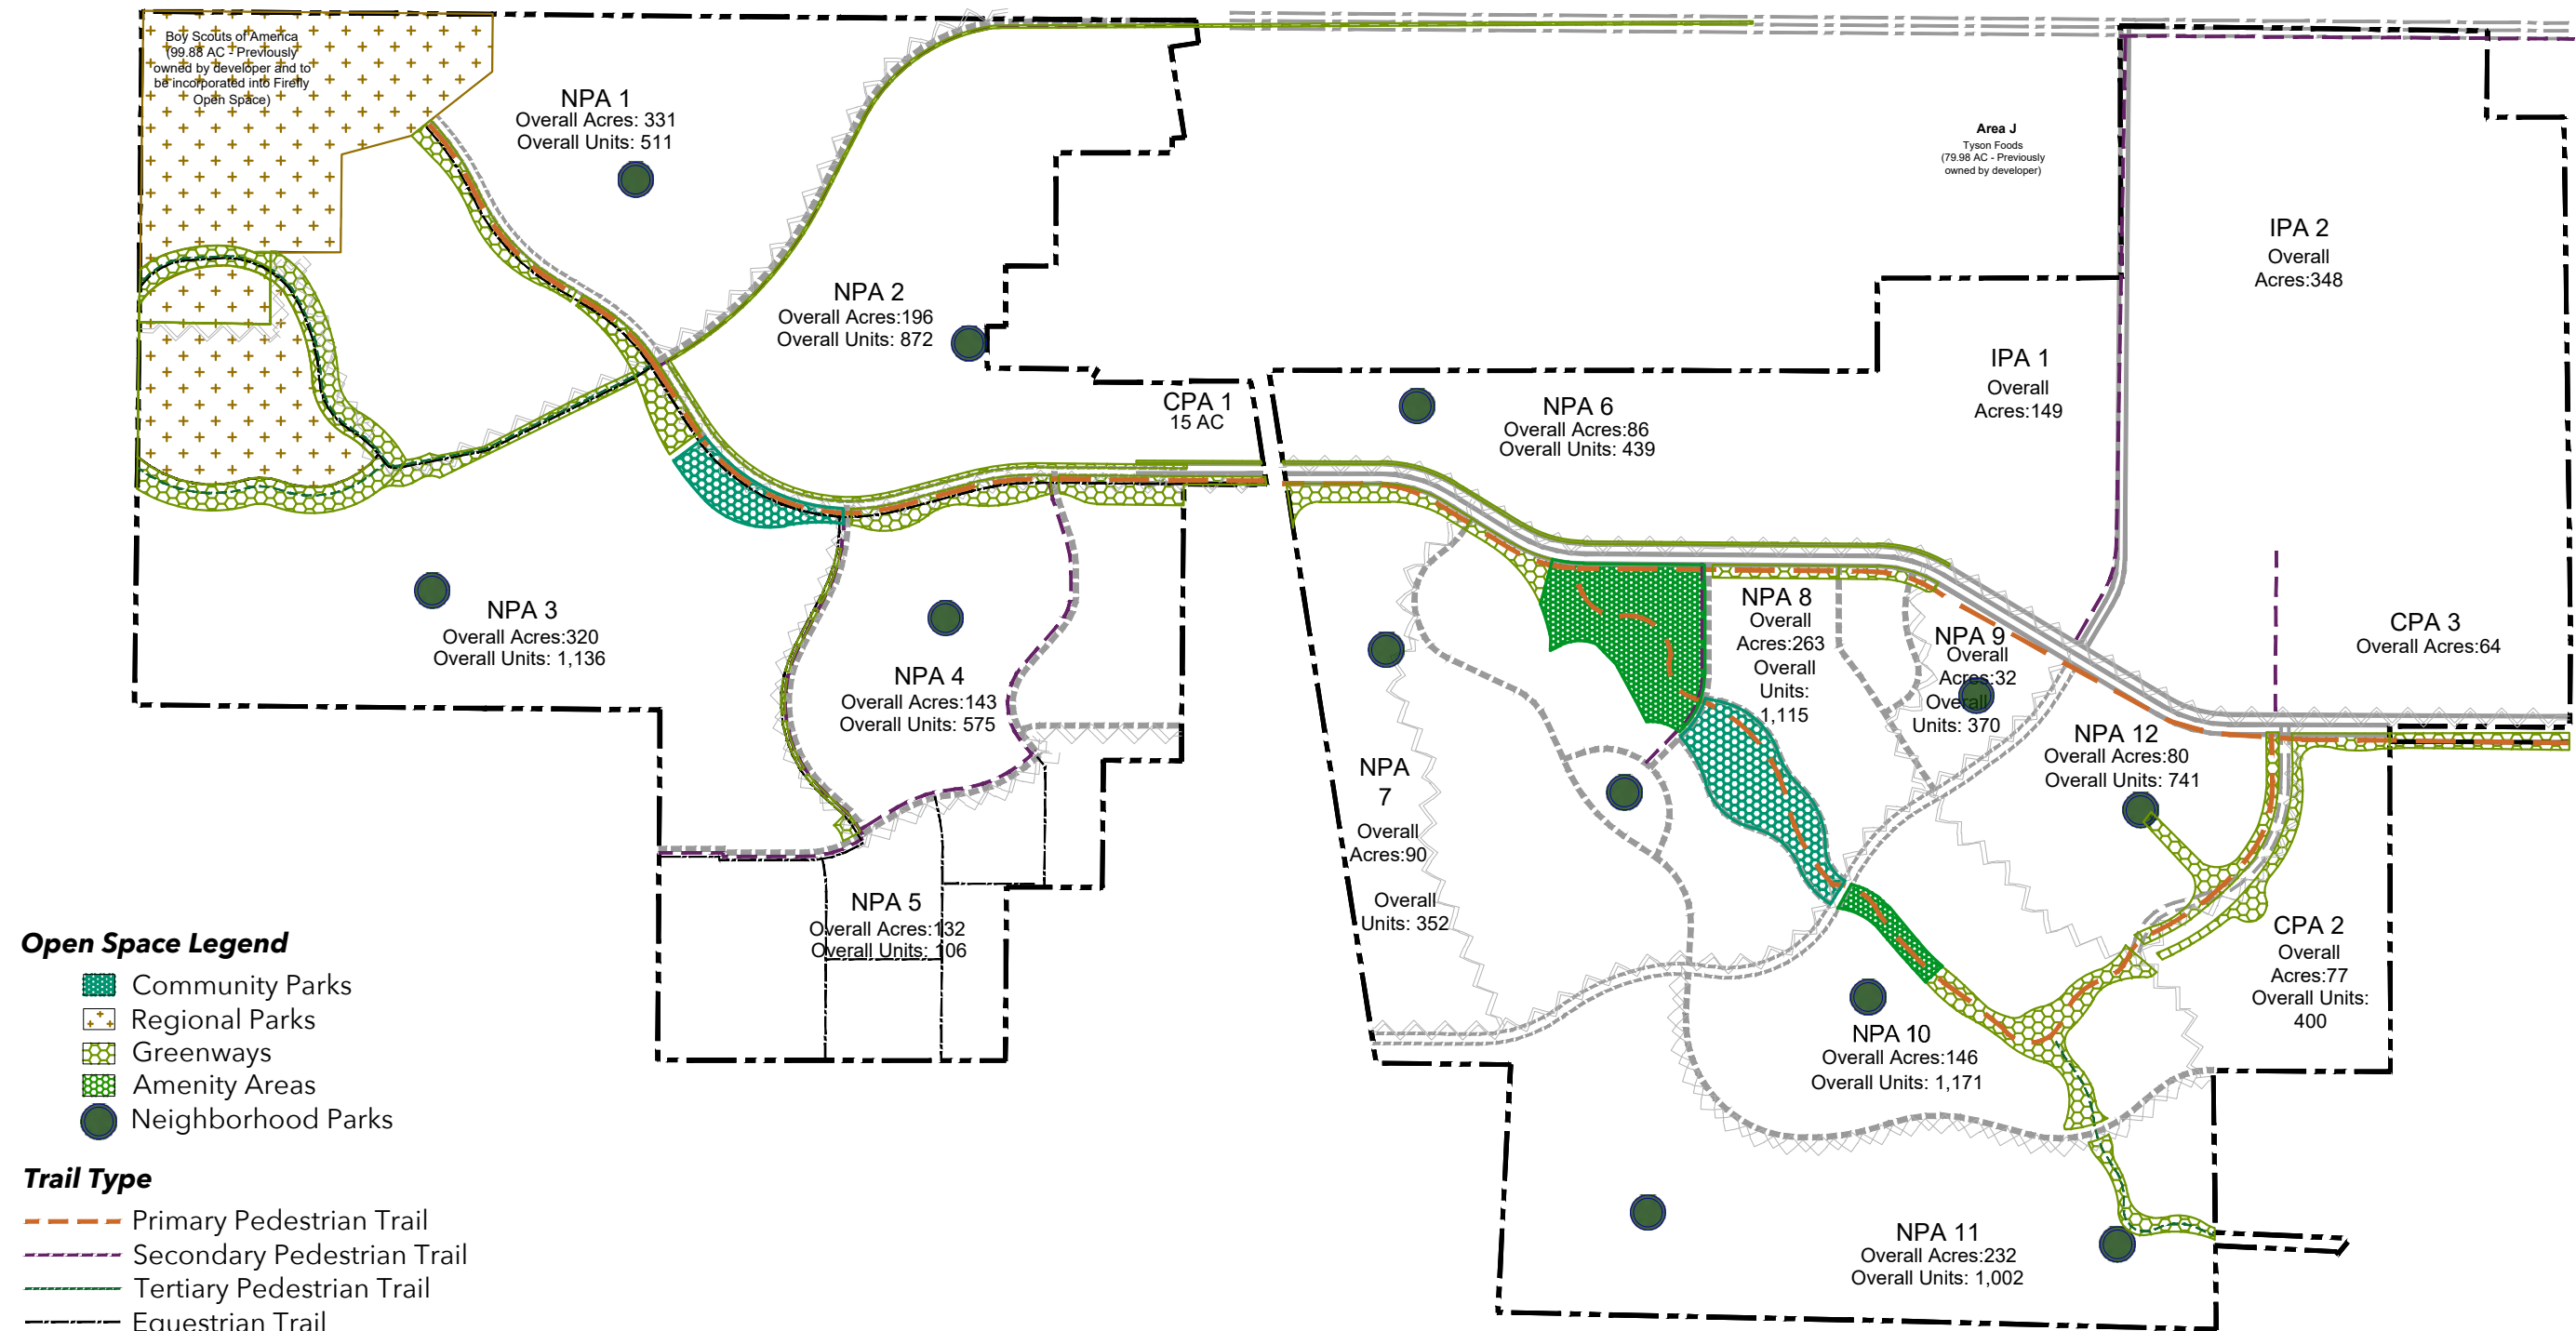 Boy Scouts of America
(99.88 AC - Previously
owned by developer and to
be incorporated into Firefly
Open Space)
NPA 1
Overall Acres: 331
Overall Units: 511
NPA 2
Overall Acres:196
Overall Units: 872
CPA 1
15 AC
Area J
Tyson Foods
(79.98 AC - Previously
owned by developer)
IPA 2
Overall
Acres:348
IPA 1
Overall
Acres:149
NPA 6
Overall Acres:86
Overall Units: 439
NPA 3
Overall Acres:320
Overall Units: 1,136
NPA 4
Overall Acres:143
Overall Units: 575
NPA 8
Overall
Acres:263
Overall
Units:
1,115
NPA 9
Overall
Acres:32
Overall
Units: 370
CPA 3
Overall Acres:64
NPA 12
Overall Acres:80
Overall Units: 741
NPA
7
Overall
Acres:90
Overall
Units: 352
NPA 5
Overall Acres:132
Overall Units: 106
CPA 2
Overall
Acres:77
Overall Units:
400
NPA 10
Overall Acres:146
Overall Units: 1,171
NPA 11
Overall Acres:232
Overall Units: 1,002
Open Space Legend
Community Parks
Regional Parks
Greenways
Amenity Areas
Neighborhood Parks
Trail Type
Primary Pedestrian Trail
Secondary Pedestrian Trail
Tertiary Pedestrian Trail
Equestrian Trail